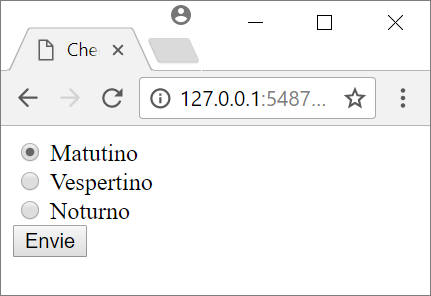 Che
127.0.0.1:5487...
Matutino
Vespertino
Noturno
Envie